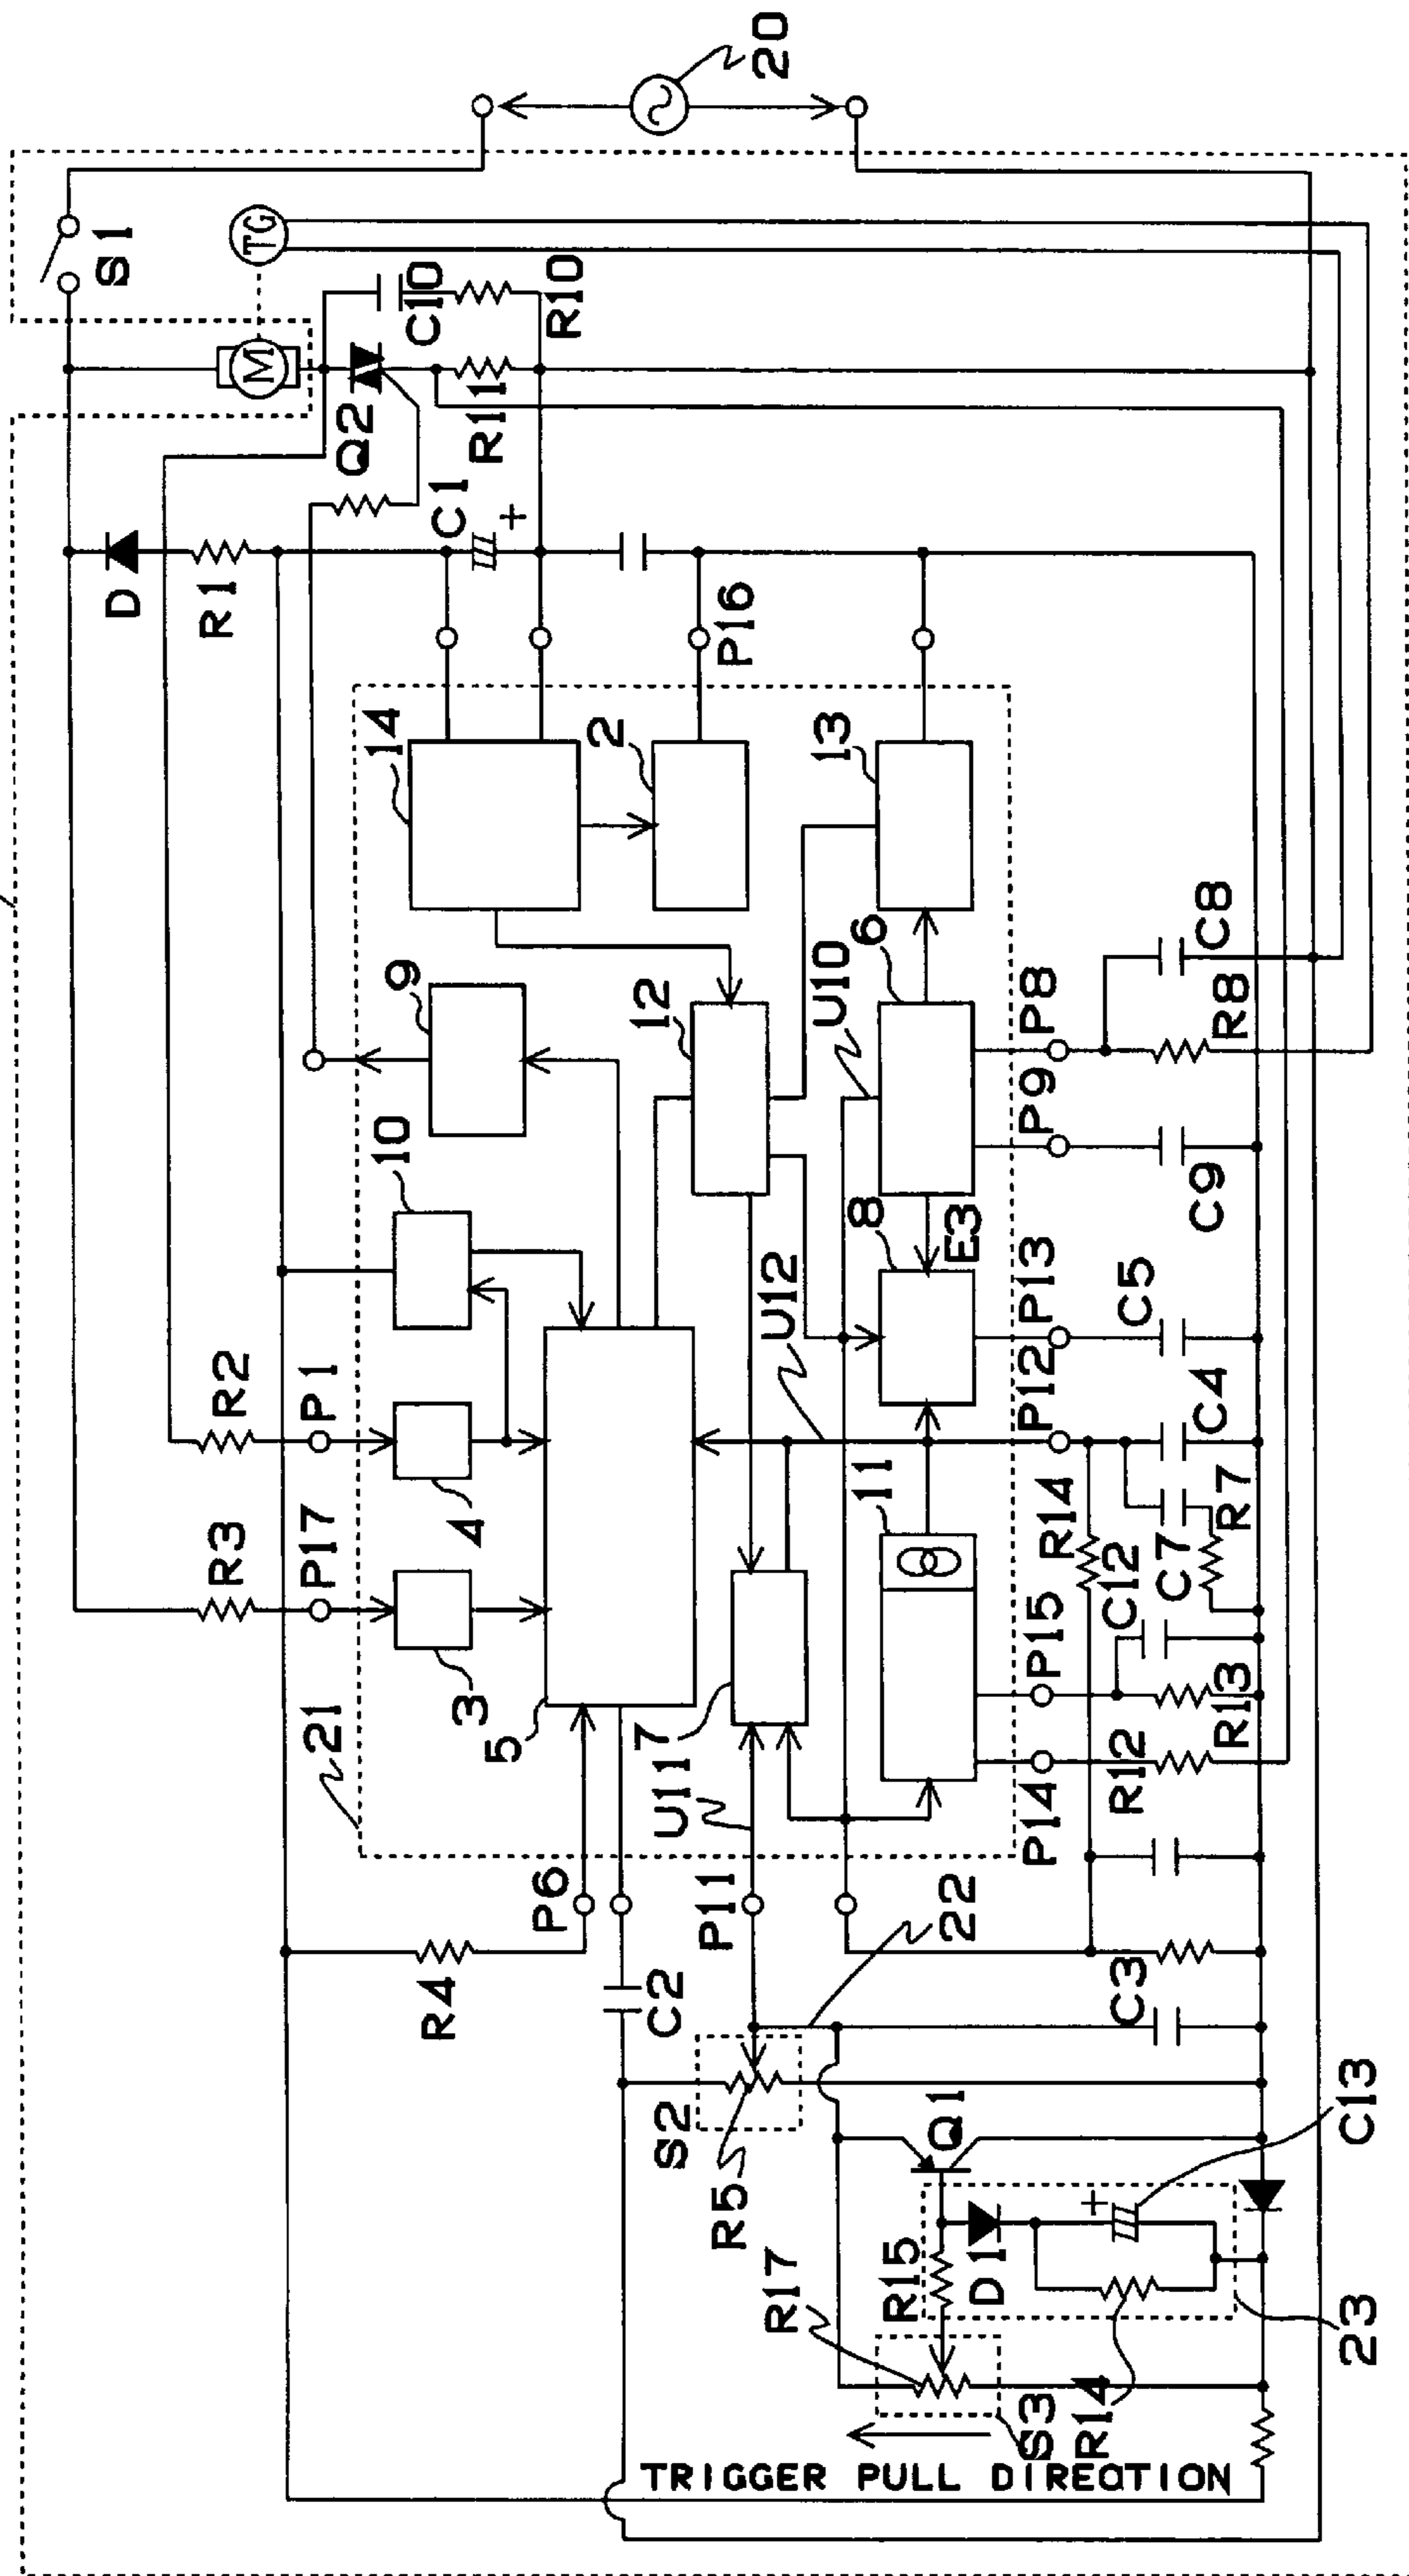 20
S1
TG
C10
R10
M
Q2
R11
C1
+
D
R1
P16
14
2
13
9
12
U10
6
C8
P8
R8
10
P9
C9
8
E3
R2
P1
U12
P13
C5
P12
C4
R3
P17
4
11
R14
R7
C7
C12
3
P15
21
5
7
U11
R13
R12
P14
P6
P11
22
R4
C2
C3
S2
Q1
C13
R5
+
R17
R15
D1
23
S3
R14
TRIGGER PULL DIREQTION